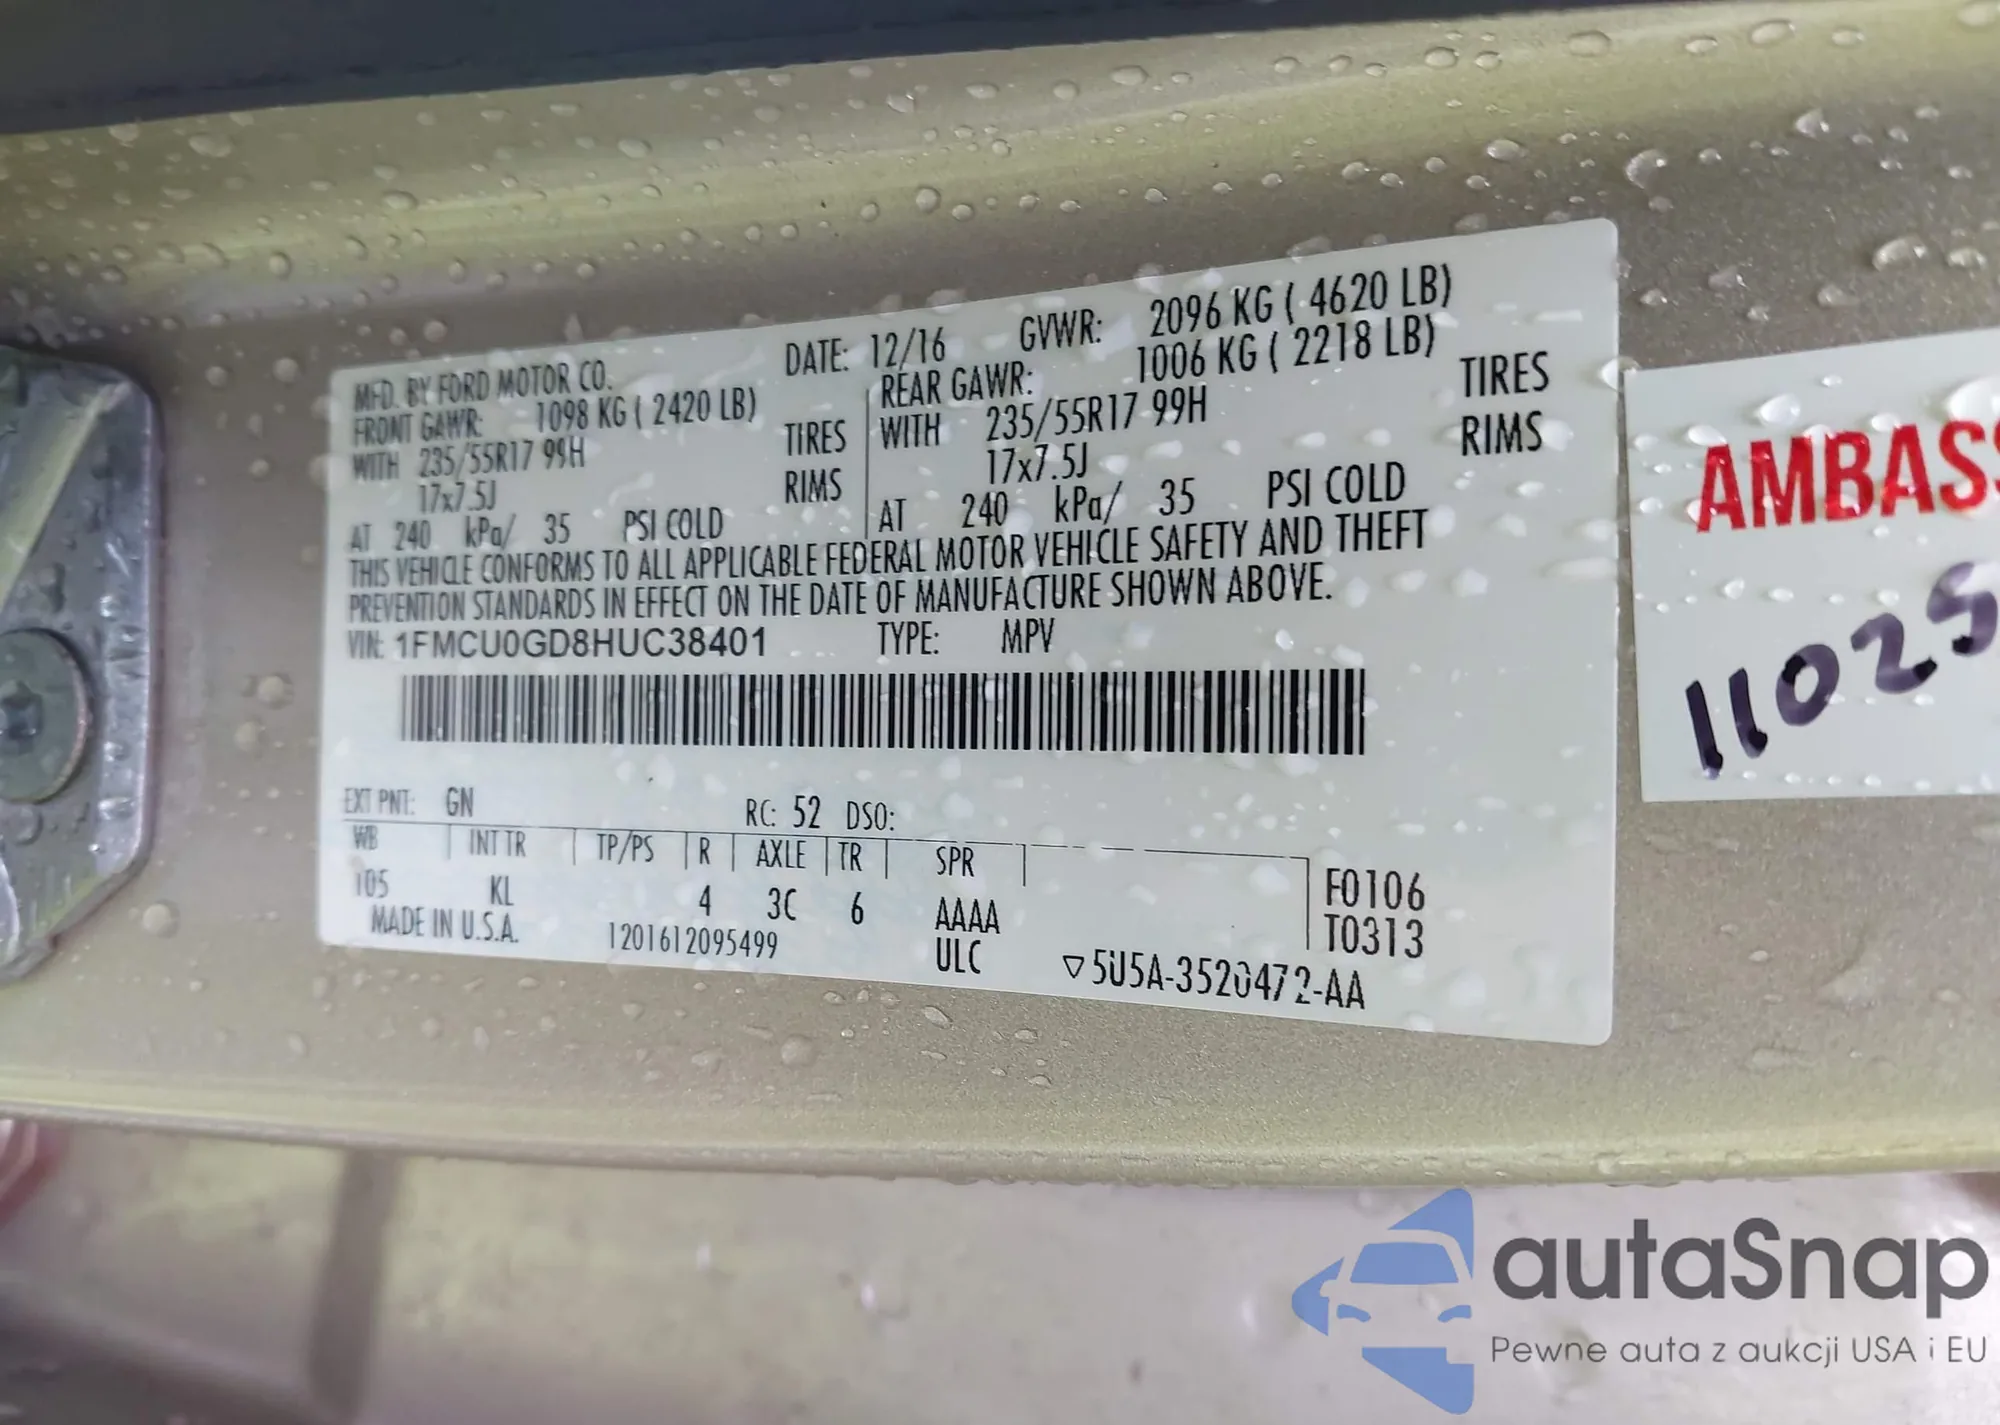 MFD. BY FORD MOTOR CO. DATE: 12/16 GVWR: 2096 KG ( 4620 LB)
FRONT GAWR: 1098 KG ( 2420 LB) REAR GAWR: 1006 KG ( 2218 LB)
WITH 235/55R17 99H TIRES WITH 235/55R17 99H TIRES
17x7.5J RIMS 17x7.5J RIMS
AT 240 kPa/ 35 PSI COLD AT 240 kPa/ 35 PSI COLD
THIS VEHICLE CONFORMS TO ALL APPLICABLE FEDERAL MOTOR VEHICLE SAFETY AND THEFT
PREVENTION STANDARDS IN EFFECT ON THE DATE OF MANUFACTURE SHOWN ABOVE.
VIN: 1FMCU0GD8HUC38401 TYPE: MPV
EXT PNT: GN RC: 52 DSO:
WB INT TR TP/PS R AXLE TR SPR
105 KL 4 3C 6 AAAA F0106
MADE IN U.S.A. 1201612095499 ULC T0313
▽5U5A-3520472-AA
AMBASS
11025
autaSnap
Pewne auta z aukcji USA i EU